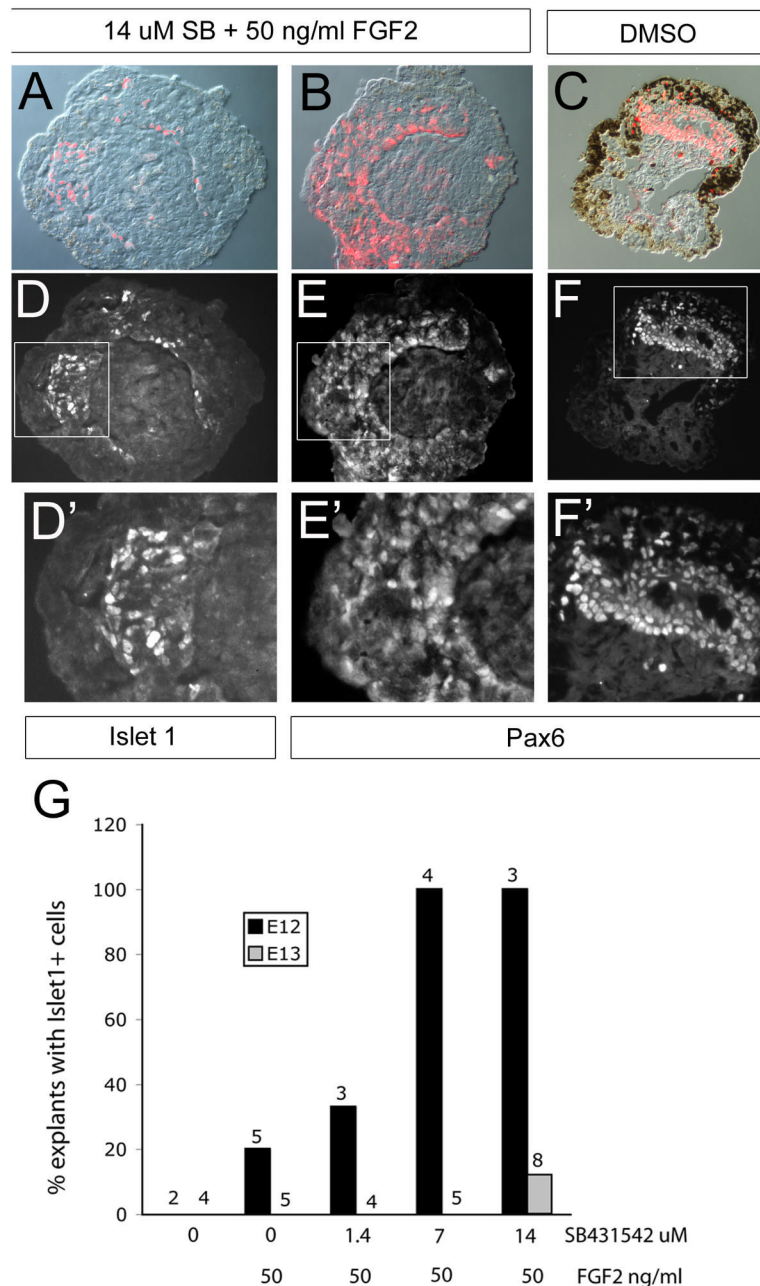 14 uM SB + 50 ng/ml FGF2 DMSO
A B C
D E F
D' E' F'
Islet 1 Pax6
G
120
100
80
60
40
20
0
% explants with Islet1+ cells
E12
E13
2 4 5 5 3 4 4 5 3 8
0 0 1.4 7 14 SB431542 uM
50 50 50 50 FGF2 ng/ml